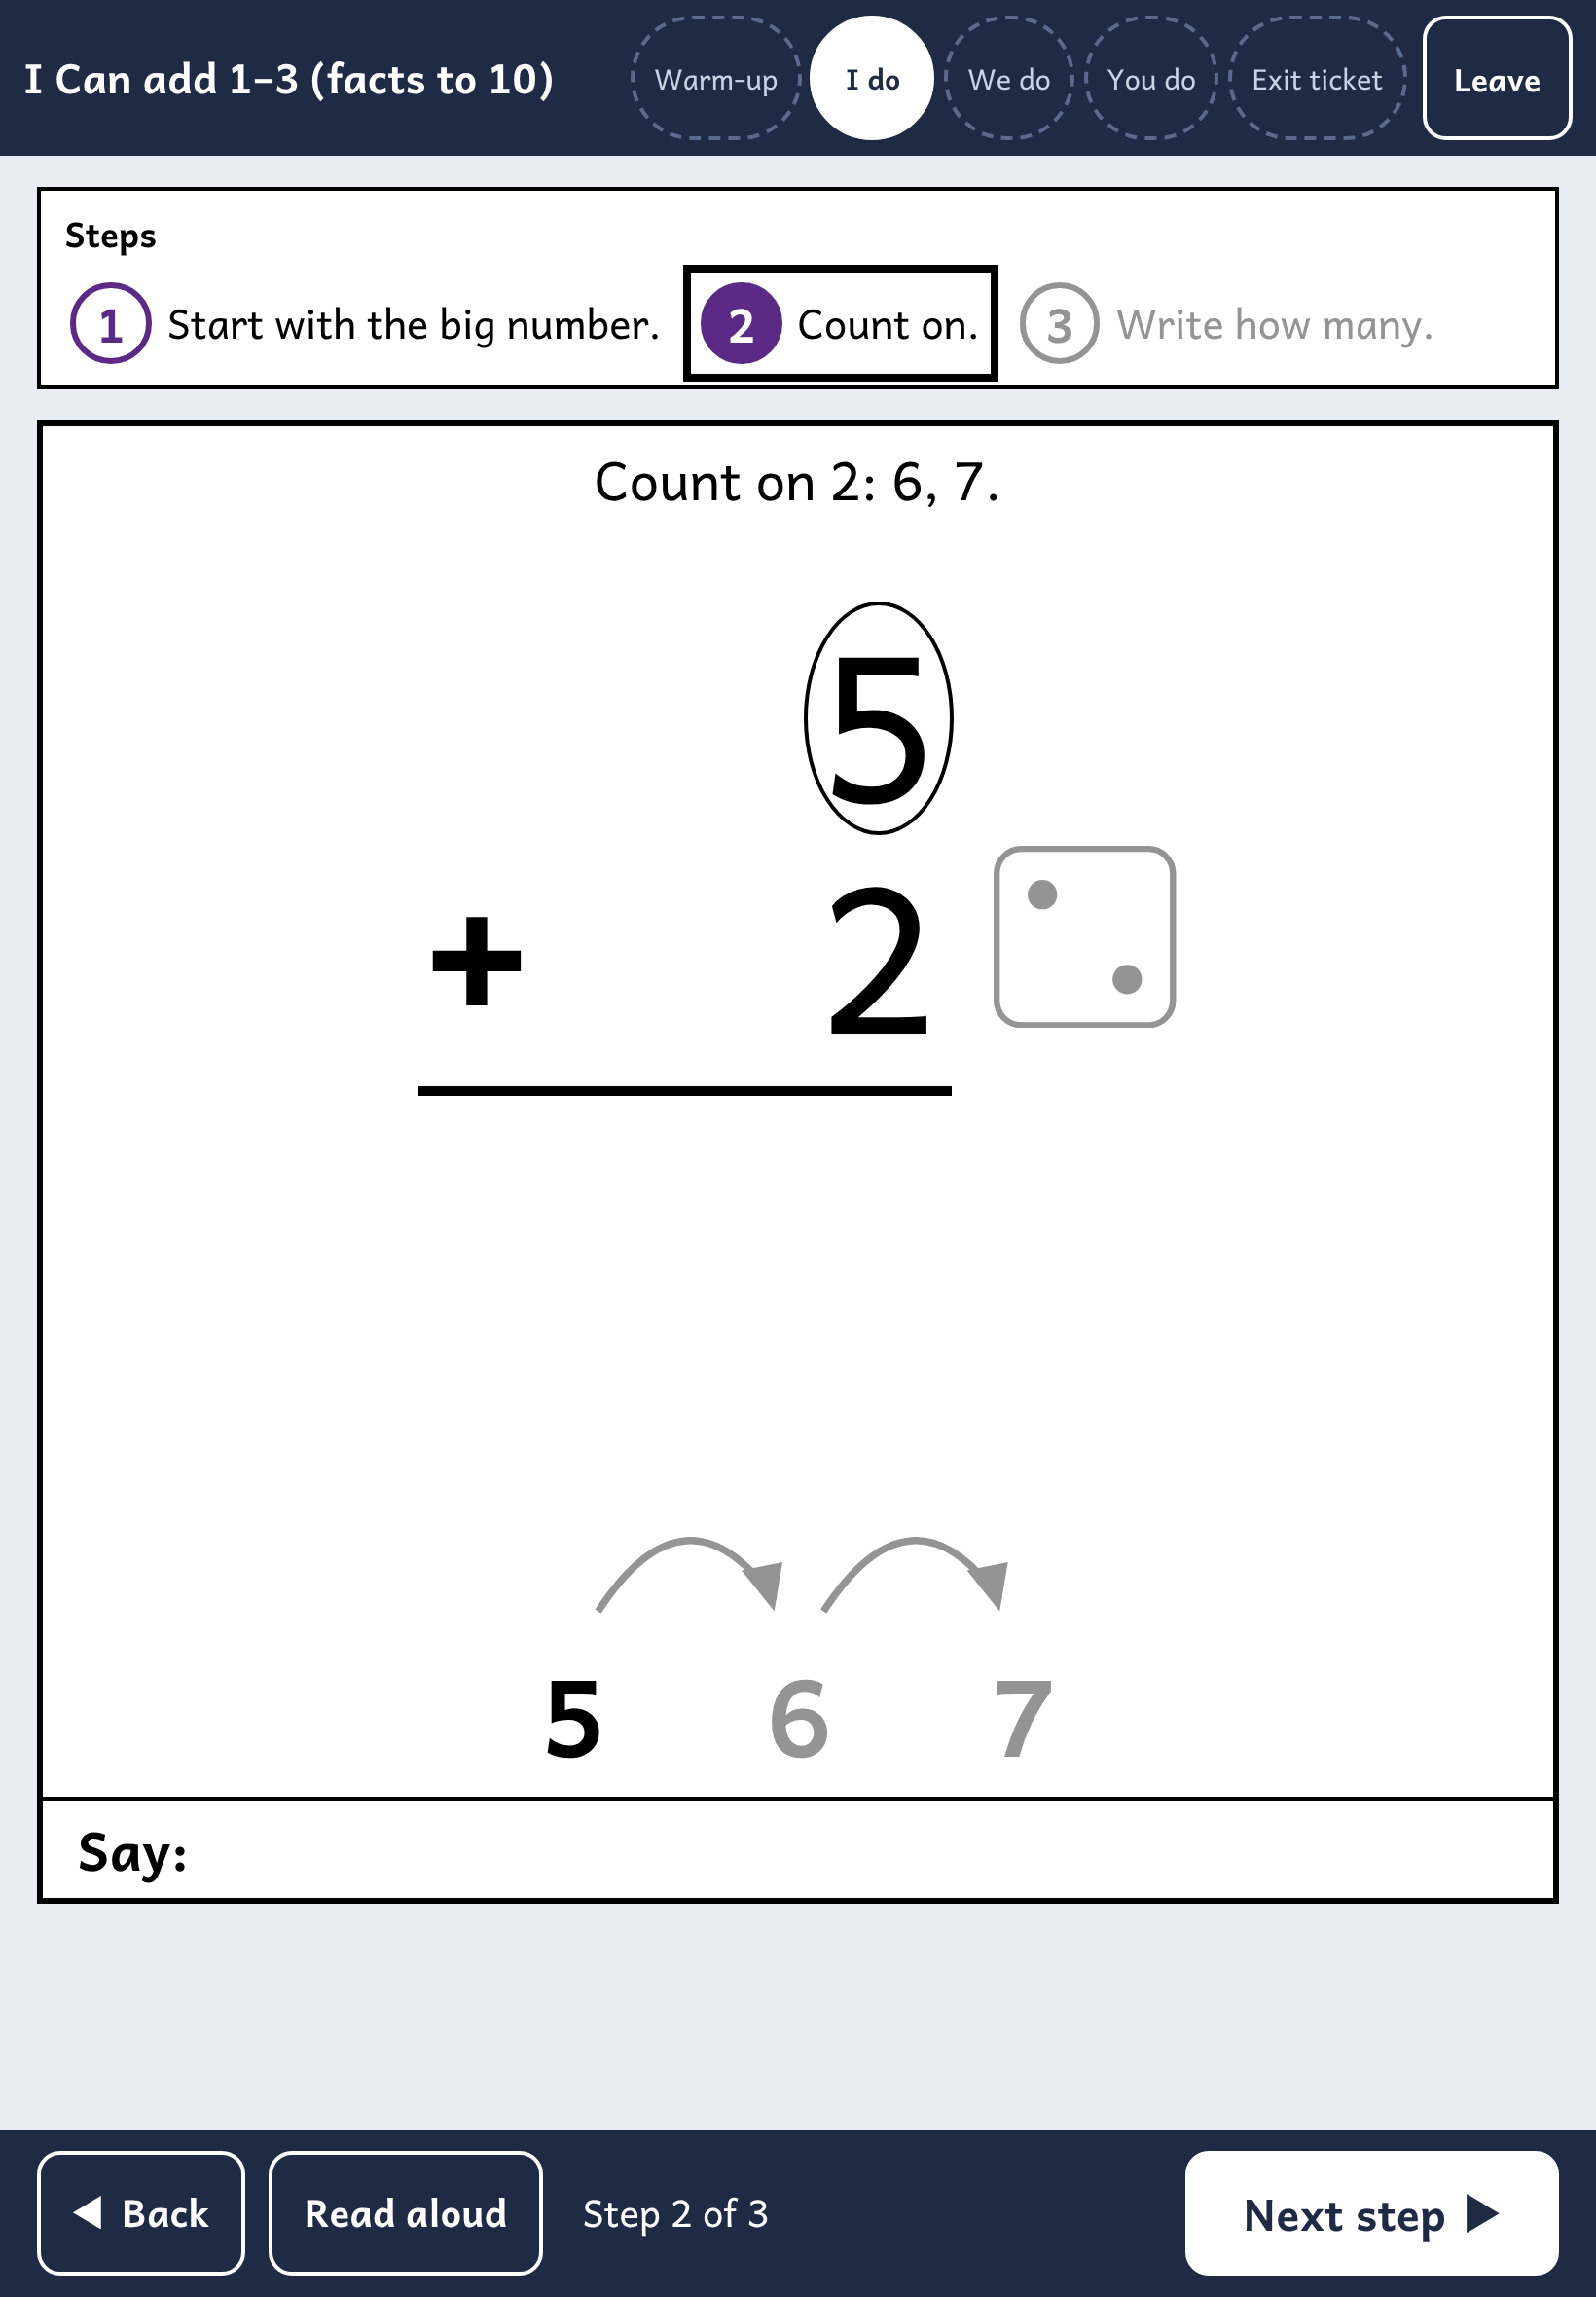 I Can add 1–3 (facts to 10)
Warm-up
I do
We do
You do
Exit ticket
Leave
Steps
1 Start with the big number.
2 Count on.
3 Write how many.
Count on 2: 6, 7.
5
+ 2
5 6 7
Say:
Back
Read aloud
Step 2 of 3
Next step